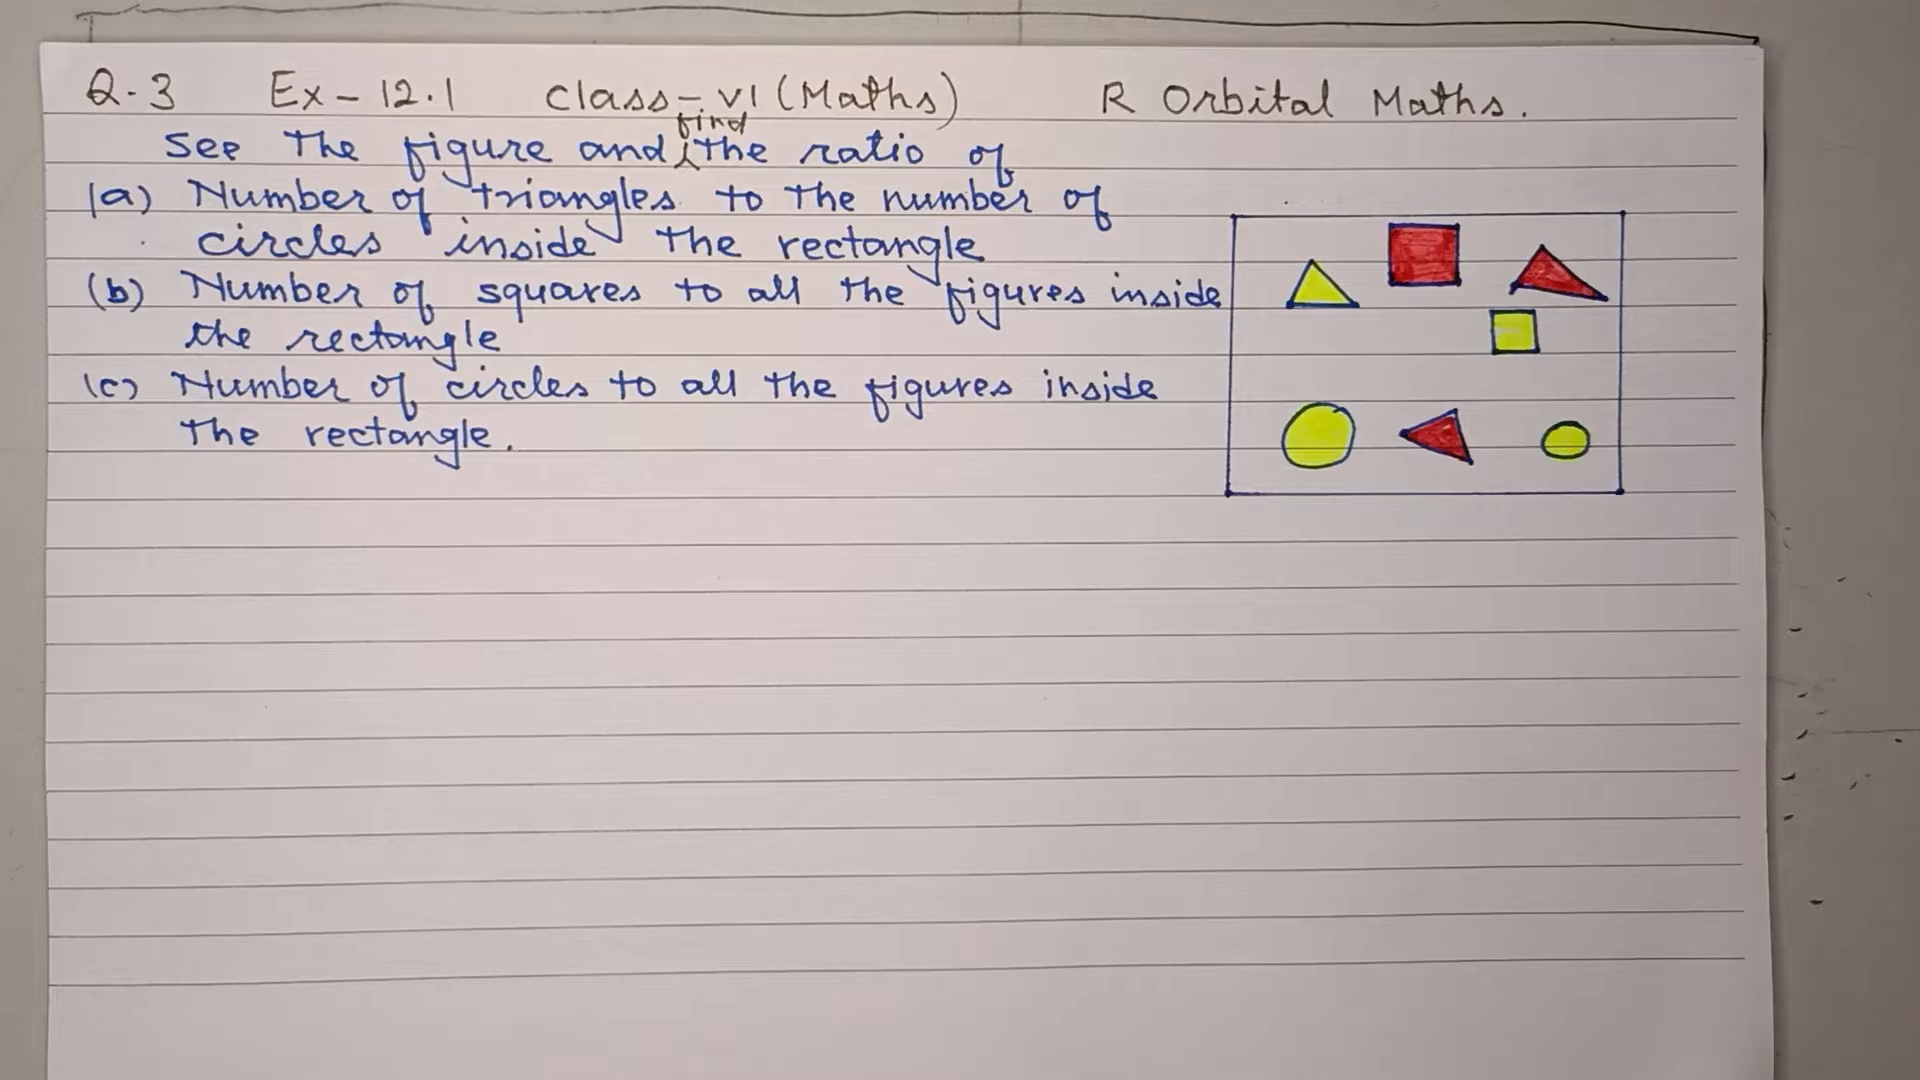 Q.3 Ex-12.1 class-VI (Maths) R Orbital Maths.
See The figure and find the ratio of
(a) Number of triangles to the number of
circles inside the rectangle
(b) Number of squares to all the figures inside
the rectangle
(c) Number of circles to all the figures inside
The rectangle.